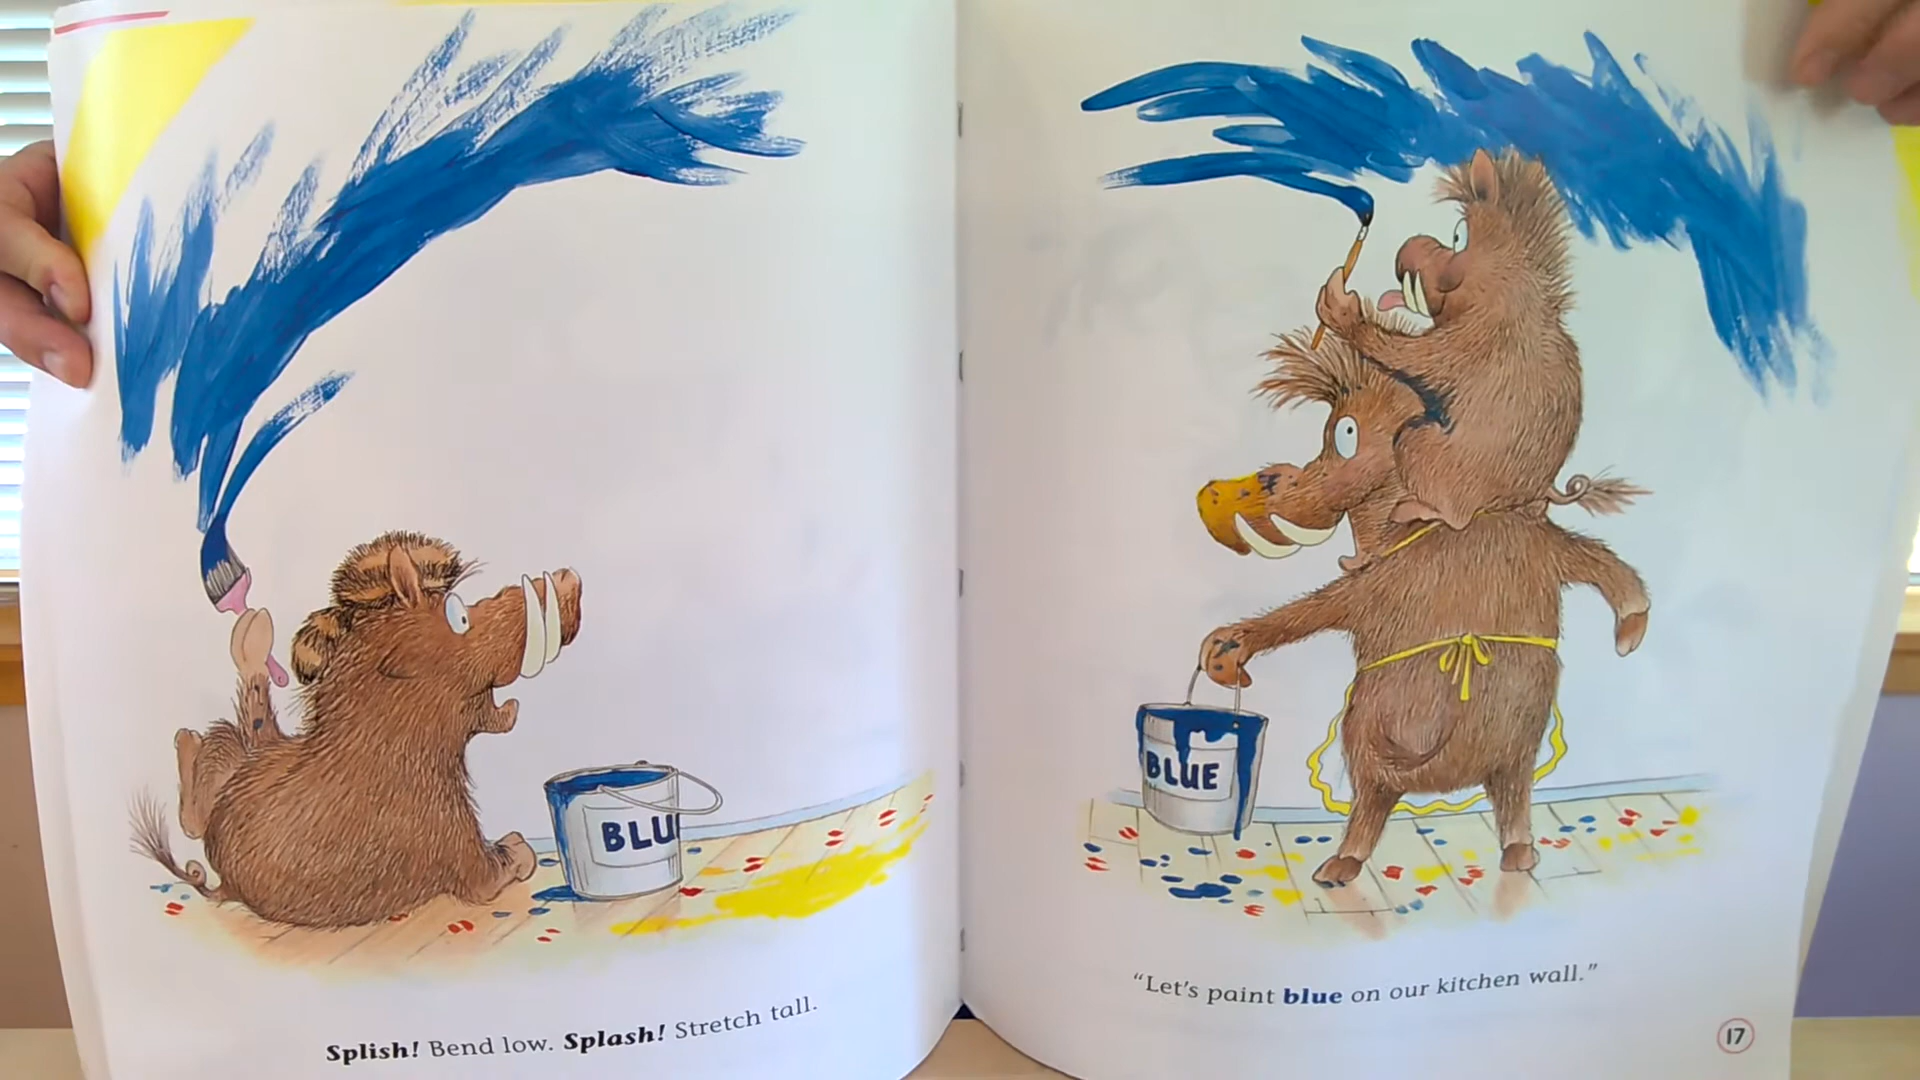 BLU
Splish! Bend low. Splash! Stretch tall.
BLUE
"Let's paint blue on our kitchen wall."
17